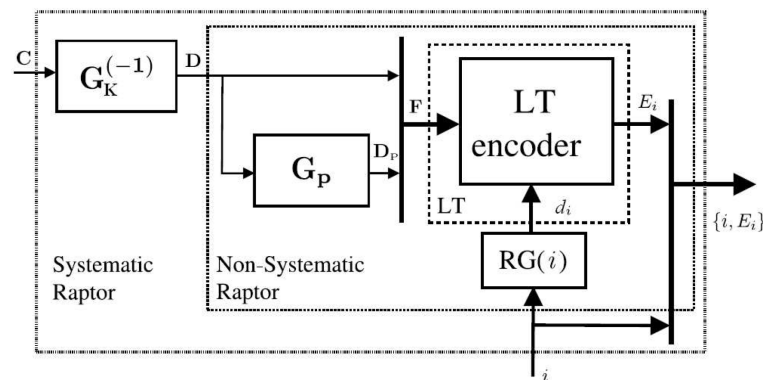 C
G_K^(-1)
D
G_p
D_P
F
LT
encoder
E_i
LT
d_i
{i, E_i}
RG(i)
Systematic
Raptor
Non-Systematic
Raptor
i